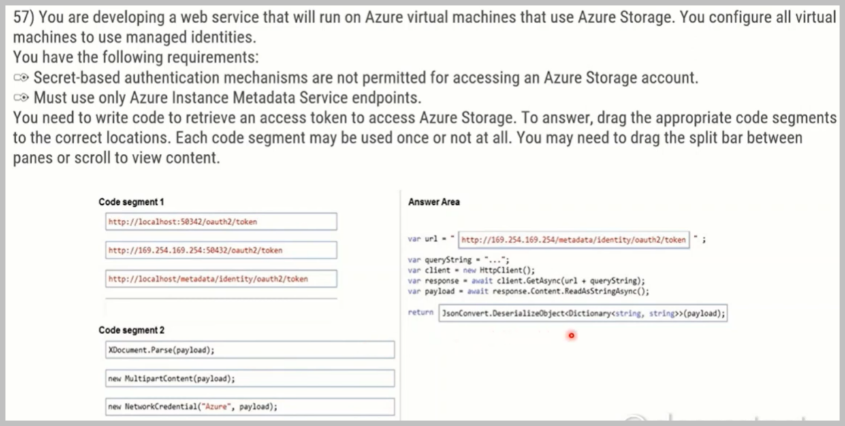 57) You are developing a web service that will run on Azure virtual machines that use Azure Storage. You configure all virtual
machines to use managed identities.
You have the following requirements:
Secret-based authentication mechanisms are not permitted for accessing an Azure Storage account.
Must use only Azure Instance Metadata Service endpoints.
You need to write code to retrieve an access token to access Azure Storage. To answer, drag the appropriate code segments
to the correct locations. Each code segment may be used once or not at all. You may need to drag the split bar between
panes or scroll to view content.
Code segment 1
http://localhost:50342/oauth2/token
http://169.254.169.254:50432/oauth2/token
http://localhost/metadata/identity/oauth2/token
Code segment 2
XDocument.Parse(payload);
new MultipartContent(payload);
new NetworkCredential("Azure", payload);
Answer Area
var url = " http://169.254.169.254/metadata/identity/oauth2/token " ;
var queryString = "...";
var client = new HttpClient();
var response = await client.GetAsync(url + queryString);
var payload = await response.Content.ReadAsStringAsync();
return JsonConvert.DeserializeObject<Dictionary<string, string>>(payload);